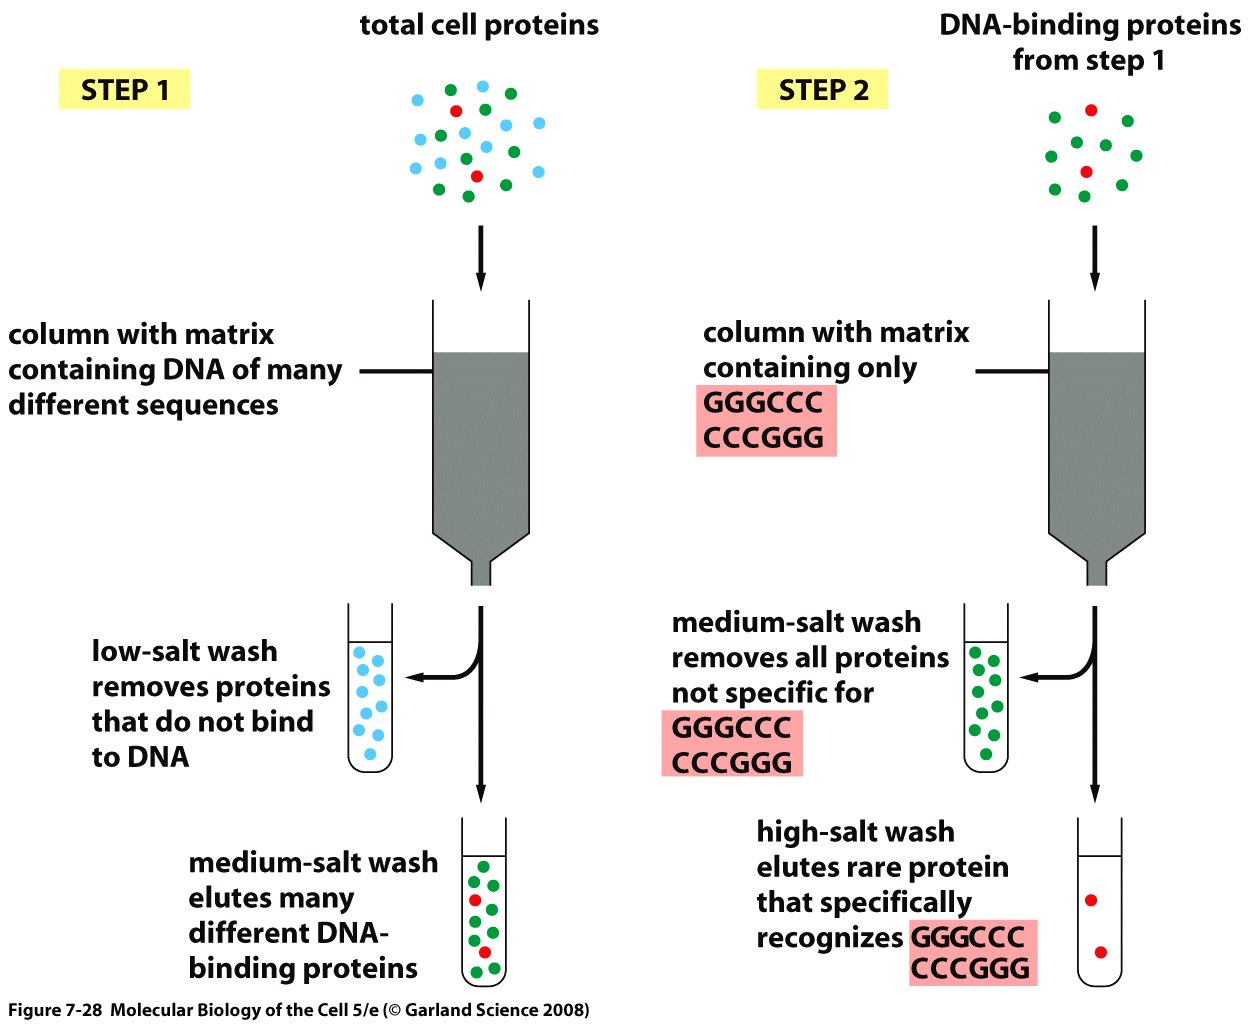 total cell proteins
STEP 1
column with matrix
containing DNA of many
different sequences
low-salt wash
removes proteins
that do not bind
to DNA
medium-salt wash
elutes many
different DNA-
binding proteins
DNA-binding proteins
from step 1
STEP 2
column with matrix
containing only
GGGCCC
CCCGGG
medium-salt wash
removes all proteins
not specific for
GGGCCC
CCCGGG
high-salt wash
elutes rare protein
that specifically
recognizes GGGCCC
CCCGGG
Figure 7-28 Molecular Biology of the Cell 5/e (© Garland Science 2008)